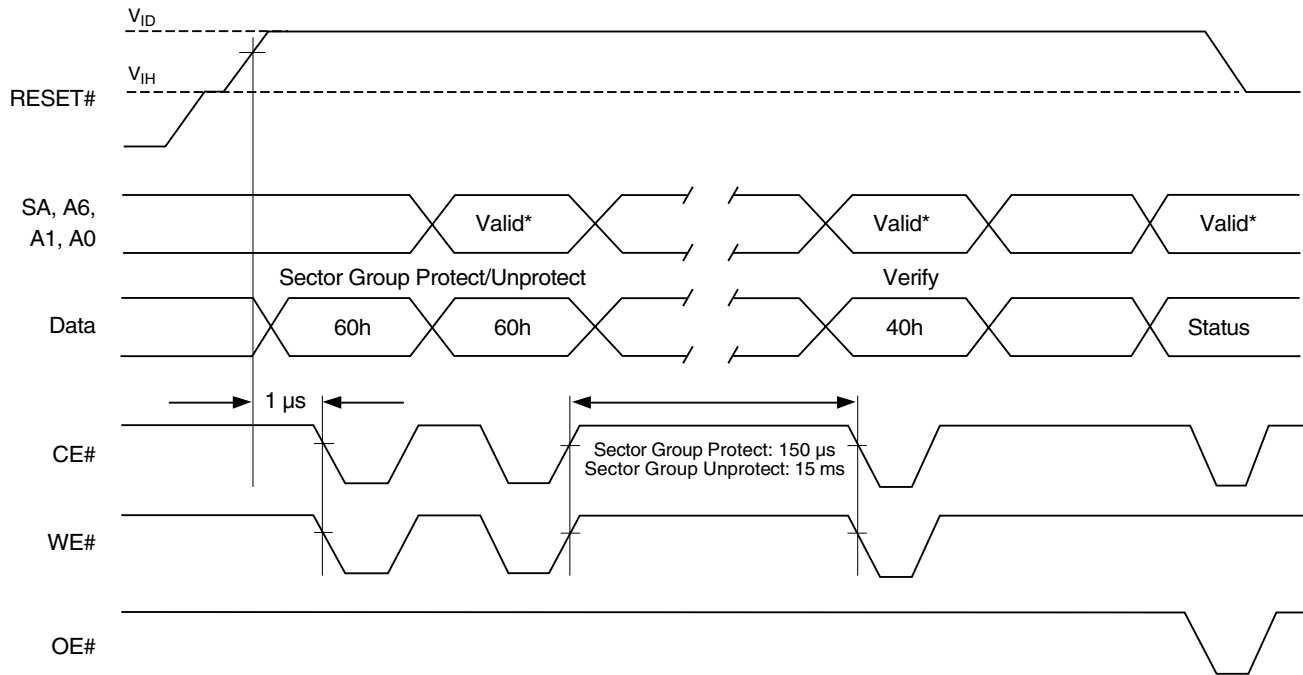 VID
VIH
RESET#
SA, A6,
A1, A0
Valid*
Valid*
Valid*
Sector Group Protect/Unprotect
Verify
Data
60h
60h
40h
Status
1 µs
CE#
Sector Group Protect: 150 µs
Sector Group Unprotect: 15 ms
WE#
OE#